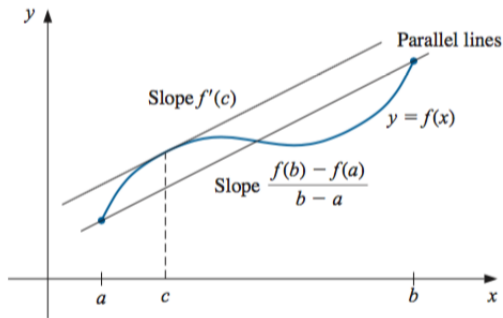 y
Parallel lines
Slope f′(c)
y = f(x)
Slope f(b) − f(a) / b − a
a
c
b
x